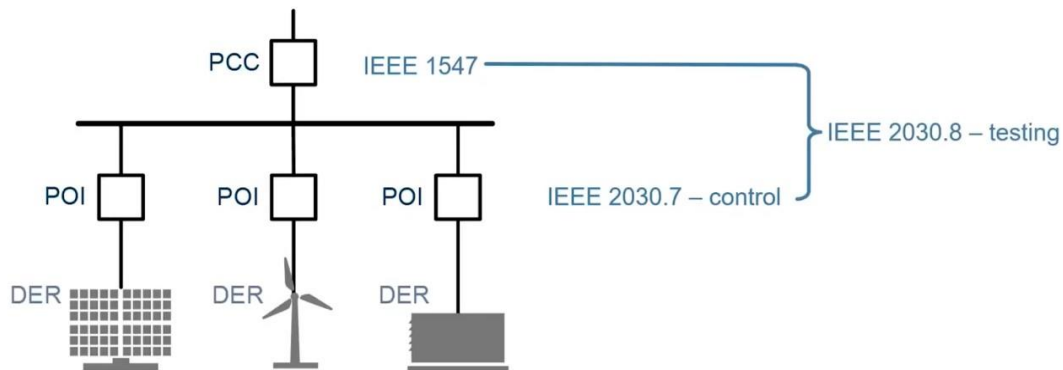 PCC
IEEE 1547
IEEE 2030.8 – testing
POI
POI
POI
IEEE 2030.7 – control
DER
DER
DER